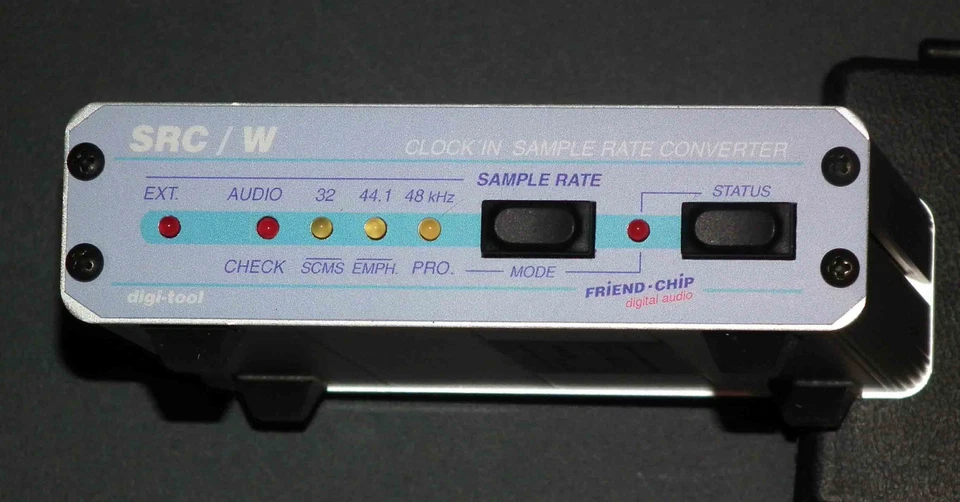 SRC / W
CLOCK IN SAMPLE RATE CONVERTER
EXT. AUDIO 32 44.1 48 kHz SAMPLE RATE STATUS
CHECK SCMS EMPH. PRO. MODE
digi-tool
FRiEND·CHiP
digital audio